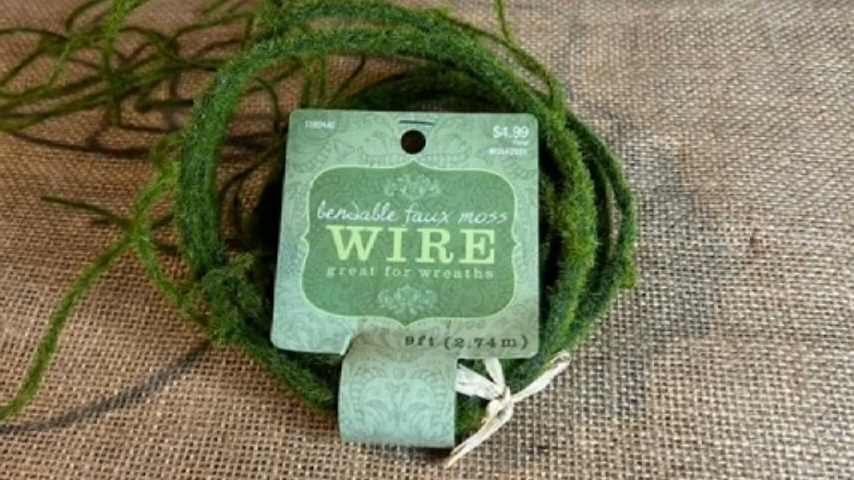 $4.99
bendable faux moss
WIRE
great for wreaths
9ft (2.74m)